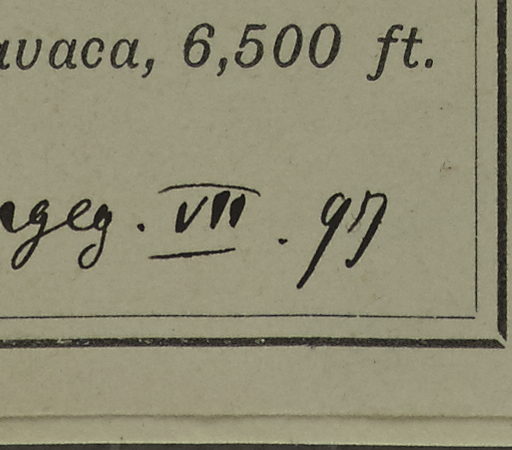 avaca, 6,500 ft.
ngeg. VII. 97